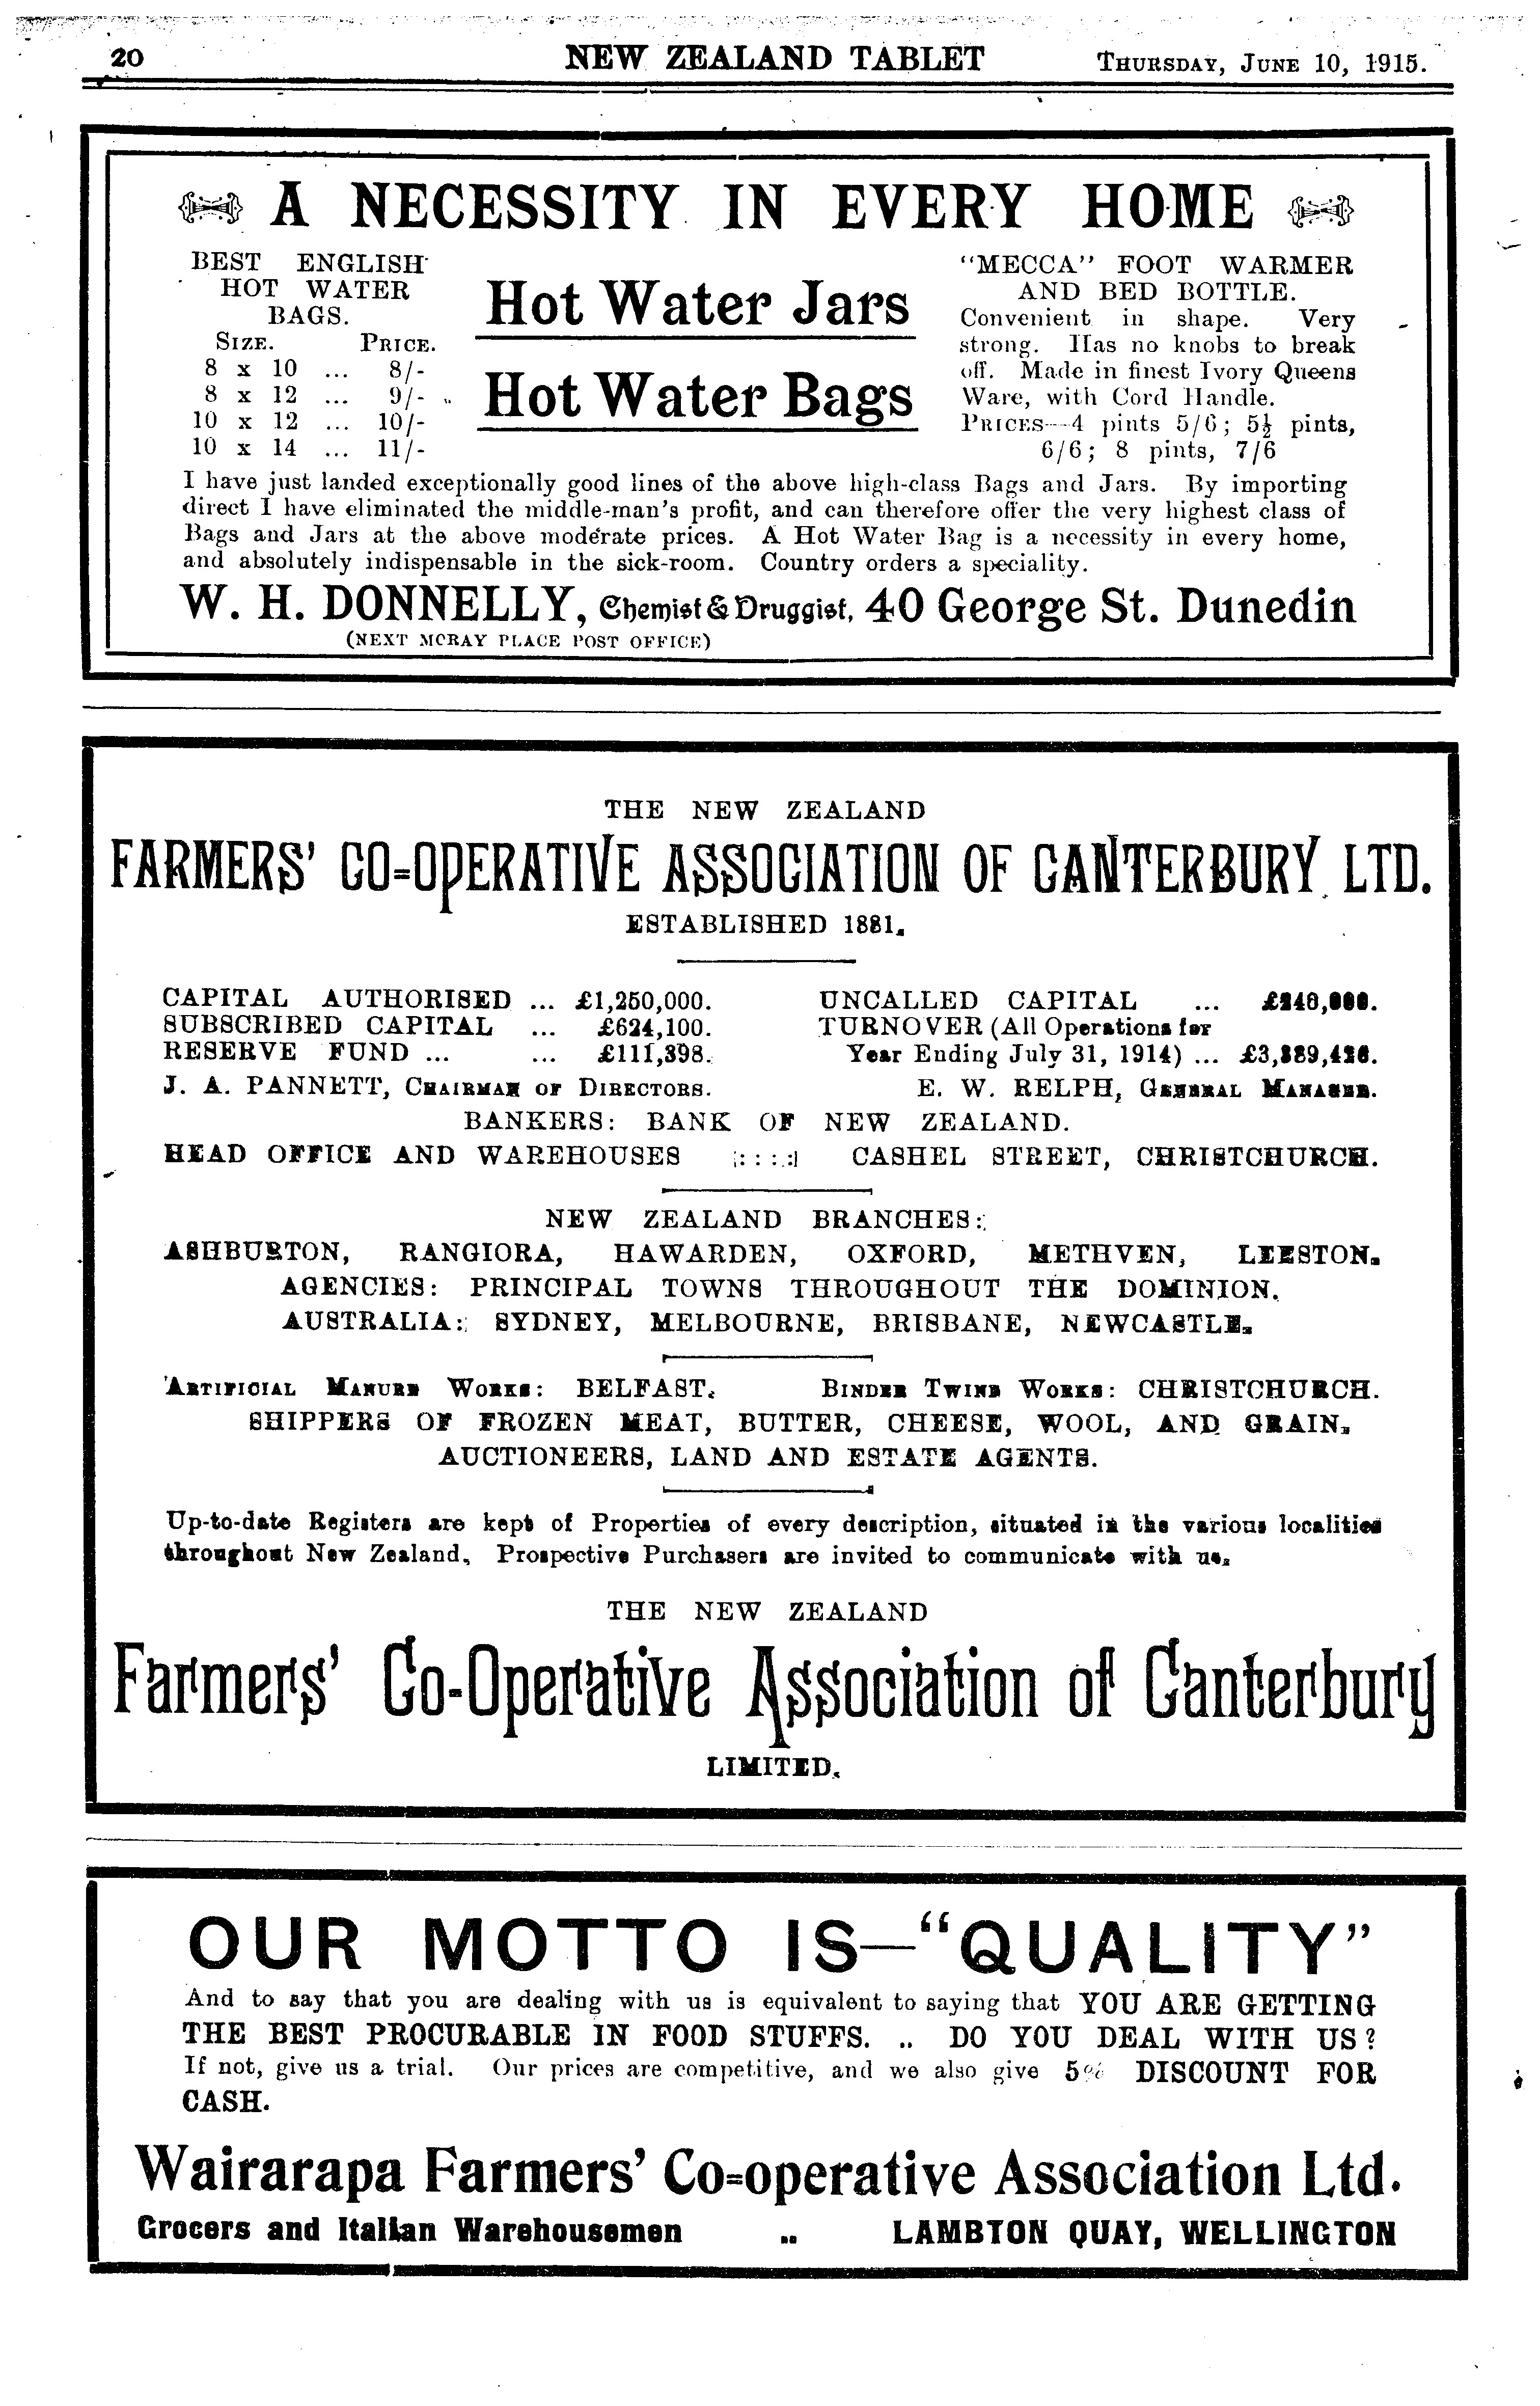 20 NEW ZEALAND TABLET THURSDAY, JUNE 10, 1915.
A NECESSITY IN EVERY HOME
BEST ENGLISH
HOT WATER
BAGS.
SIZE. PRICE.
8 x 10 ... 8/-
8 x 12 ... 9/-
10 x 12 ... 10/-
10 x 14 ... 11/-
Hot Water Jars
Hot Water Bags
"MECCA" FOOT WARMER
AND BED BOTTLE.
Convenient in shape. Very
strong. Has no knobs to break
off. Made in finest Ivory Queens
Ware, with Cord Handle.
PRICES—4 pints 5/6; 5½ pints,
6/6; 8 pints, 7/6
I have just landed exceptionally good lines of the above high-class Bags and Jars. By importing
direct I have eliminated the middle-man's profit, and can therefore offer the very highest class of
Bags and Jars at the above moderate prices. A Hot Water Bag is a necessity in every home,
and absolutely indispensable in the sick-room. Country orders a speciality.
W. H. DONNELLY, Chemist & Druggist, 40 George St. Dunedin
(NEXT MCRAY PLACE POST OFFICE)
THE NEW ZEALAND
FARMERS' CO-OPERATIVE ASSOCIATION OF CANTERBURY LTD.
ESTABLISHED 1881.
CAPITAL AUTHORISED ... £1,250,000.
SUBSCRIBED CAPITAL ... £624,100.
RESERVE FUND ... ... £111,398.
UNCALLED CAPITAL ...
TURNOVER (All Operations for
Year Ending July 31, 1914) ...
J. A. PANNETT, CHAIRMAN OF DIRECTORS. E. W. RELPH, GENERAL MANAGER.
BANKERS: BANK OF NEW ZEALAND.
HEAD OFFICE AND WAREHOUSES :::: CASHEL STREET, CHRISTCHURCH.
NEW ZEALAND BRANCHES:
ASHBURTON, RANGIORA, HAWARDEN, OXFORD, METHVEN, LEESTON.
AGENCIES: PRINCIPAL TOWNS THROUGHOUT THE DOMINION.
AUSTRALIA: SYDNEY, MELBOURNE, BRISBANE, NEWCASTLE.
ARTIFICIAL MANURE WORKS: BELFAST. BINDER TWINE WORKS: CHRISTCHURCH.
SHIPPERS OF FROZEN MEAT, BUTTER, CHEESE, WOOL, AND GRAIN.
AUCTIONEERS, LAND AND ESTATE AGENTS.
Up-to-date Registers are kept of Properties of every description, situated in the various localities
throughout New Zealand. Prospective Purchasers are invited to communicate with us.
THE NEW ZEALAND
Farmers' Co-Operative Association of Canterbury
LIMITED.
OUR MOTTO IS—"QUALITY"
And to say that you are dealing with us is equivalent to saying that YOU ARE GETTING
THE BEST PROCURABLE IN FOOD STUFFS. .. DO YOU DEAL WITH US?
If not, give us a trial. Our prices are competitive, and we also give 5% DISCOUNT FOR
CASH.
Wairarapa Farmers' Co-operative Association Ltd.
Grocers and Italian Warehousemen .. LAMBTON QUAY, WELLINGTON